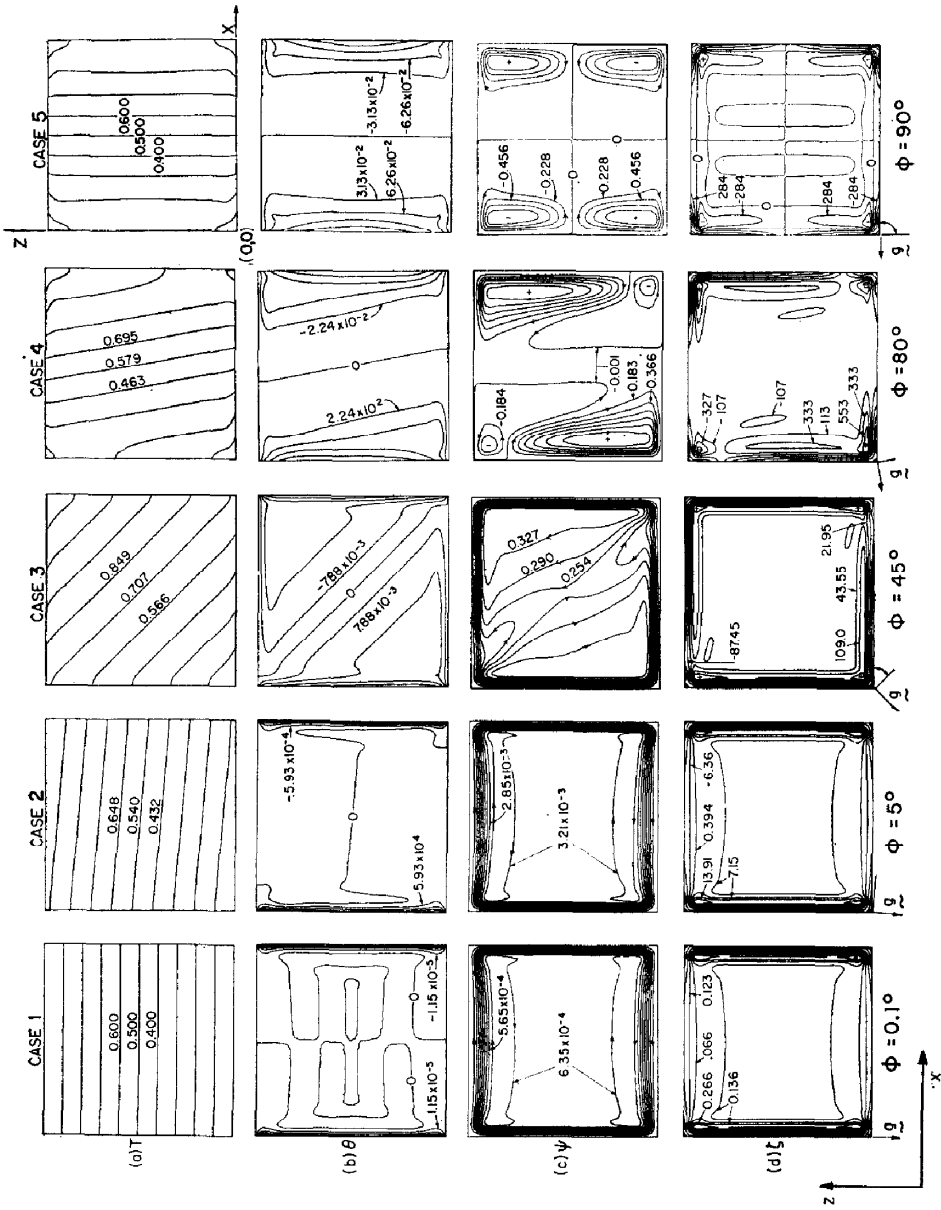 CASE 1
CASE 2
CASE 3
CASE 4
CASE 5
Z
X
(0,0)
(a) T
0.600
0.500
0.400
0.648
0.540
0.432
0.849
0.707
0.566
0.695
0.579
0.463
0.600
0.500
0.400
(b) θ
1.15x10⁻⁵
0
0
-1.15x10⁻⁵
5.93x10⁴
0
-5.93x10⁻⁴
-7.88x10⁻³
0
7.88x10⁻³
-2.24x10⁻²
0
2.24x10²
3.13x10⁻²
6.26x10⁻²
-3.13x10⁻²
-6.26x10⁻²
(c) ψ
5.65x10⁻⁴
6.35x10⁻⁴
2.85x10⁻³
3.21x10⁻³
0.327
0.290
0.254
-0.184
+
-0.001
0.183
0.366
+
-
-0.456
-0.228
0
0.228
-0.456
+
-
(d) ζ
0.266
.066
0.123
0.136
13.91
0.394
-6.36
7.15
-87.45
21.95
43.55
109.0
327
-107
-107
333
-113
553
333
284
-284
0
0
0
-284
284
g
g
g
g
g
φ = 0.1°
φ = 5°
φ = 45°
φ = 80°
φ = 90°
Z
X